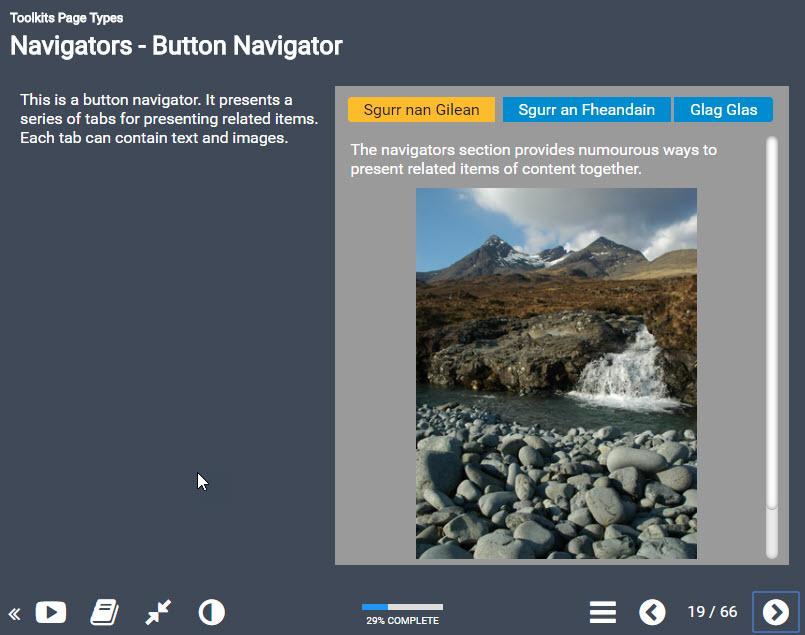 Toolkits Page Types
Navigators - Button Navigator
This is a button navigator. It presents a
series of tabs for presenting related items.
Each tab can contain text and images.
Sgurr nan Gilean
Sgurr an Fheandain
Glag Glas
The navigators section provides numourous ways to
present related items of content together.
29% COMPLETE
19 / 66